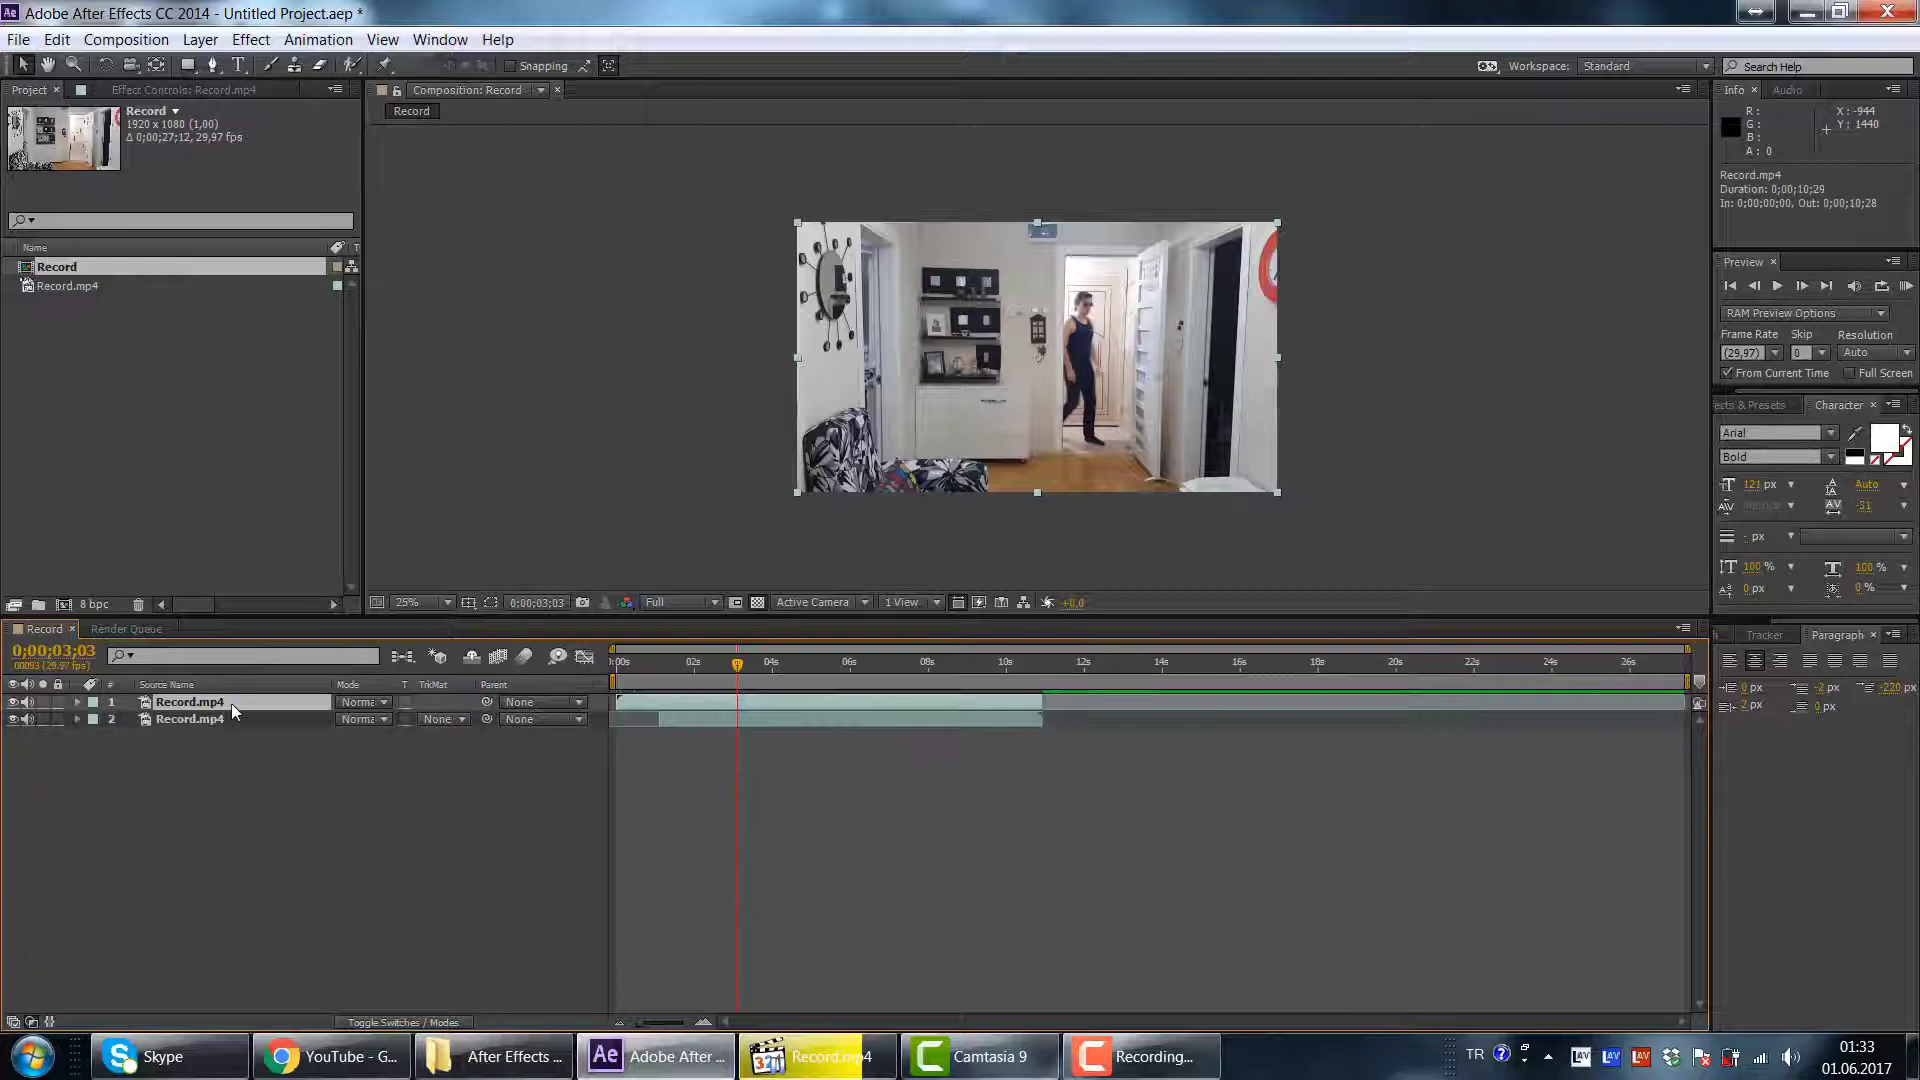 Adobe After Effects CC 2014 - Untitled Project.aep *
File Edit Composition Layer Effect Animation View Window Help
Snapping
Workspace: Standard
Search Help
Project × Effect Controls: Record.mp4
Record
1920 x 1080 (1,00)
Δ 0;00;27;12, 29,97 fps
Name
Record
Record.mp4
8 bpc
Composition: Record
Record
25% 0;00;03;03 Full Active Camera 1 View +0,0
Info × Audio
R :
G :
B :
A : 0
X : -944
Y : 1440
Record.mp4
Duration: 0;00;10;29
In: 0;00;00;00, Out: 0;00;10;28
Preview ×
RAM Preview Options
Frame Rate Skip Resolution
(29,97) 0 Auto
From Current Time Full Screen
ects & Presets Character ×
Arial
Bold
121 px Auto
-51
- px
100 % 100 %
0 px 0 %
Record × Render Queue
0;00;03;03
00093 (29.97 fps)
# Source Name Mode T TrkMat Parent
1 Record.mp4 Norma None
2 Record.mp4 Norma None None
0:00s 02s 04s 06s 08s 10s 12s 14s 16s 18s 20s 22s 24s 26s
Toggle Switches / Modes
Tracker Paragraph ×
0 px -2 px -220 px
2 px 0 px
Skype
YouTube - G...
After Effects ...
Adobe After ...
Record.mp4
Camtasia 9
Recording...
TR
01:33
01.06.2017